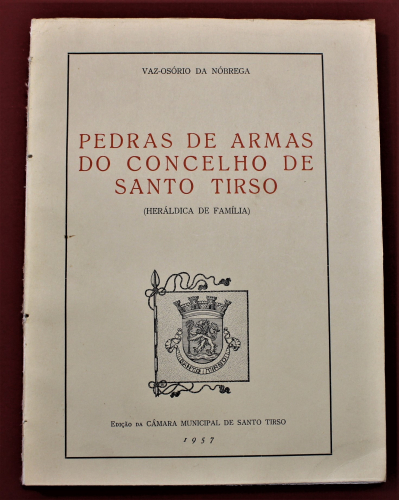 VAZ-OSÓRIO DA NÓBREGA
PEDRAS DE ARMAS
DO CONCELHO DE
SANTO TIRSO
(HERÁLDICA DE FAMÍLIA)
EDIÇÃO DA CÂMARA MUNICIPAL DE SANTO TIRSO
1957